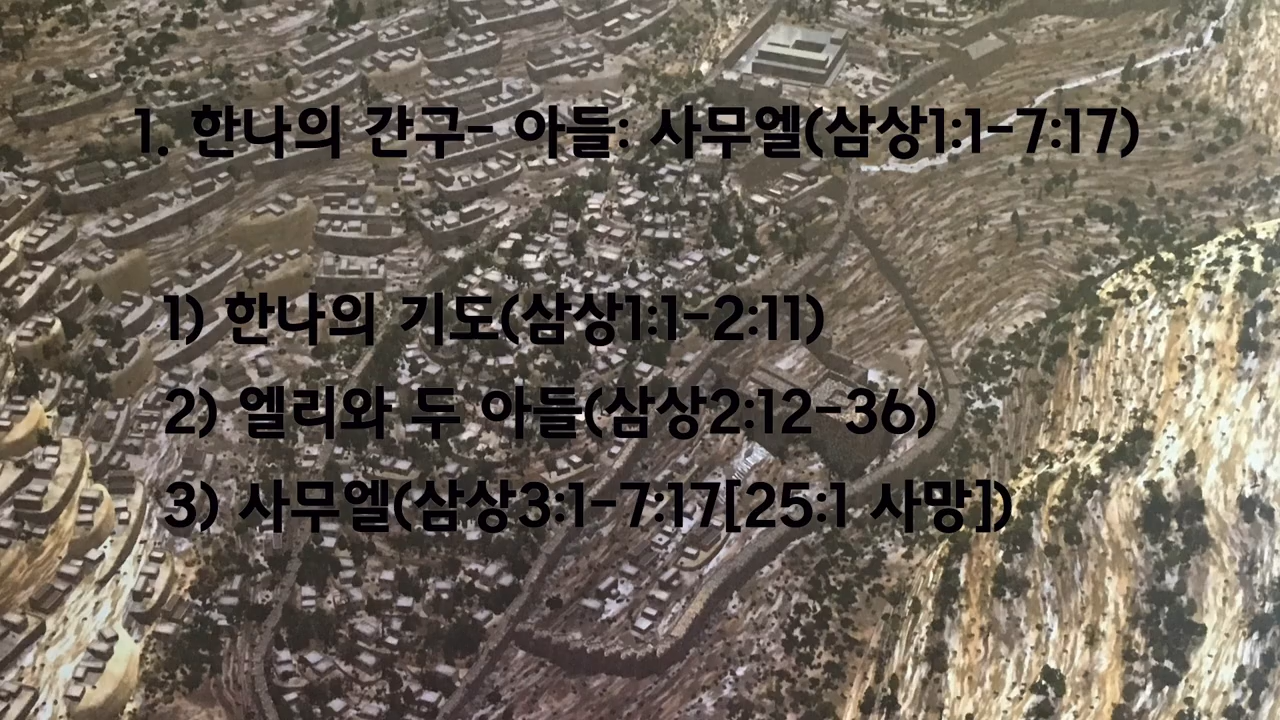 1. 한나의 간구- 아들: 사무엘(삼상1:1-7:17)
1) 한나의 기도(삼상1:1-2:11)
2) 엘리와 두 아들(삼상2:12-36)
3) 사무엘(삼상3:1-7:17[25:1 사망])